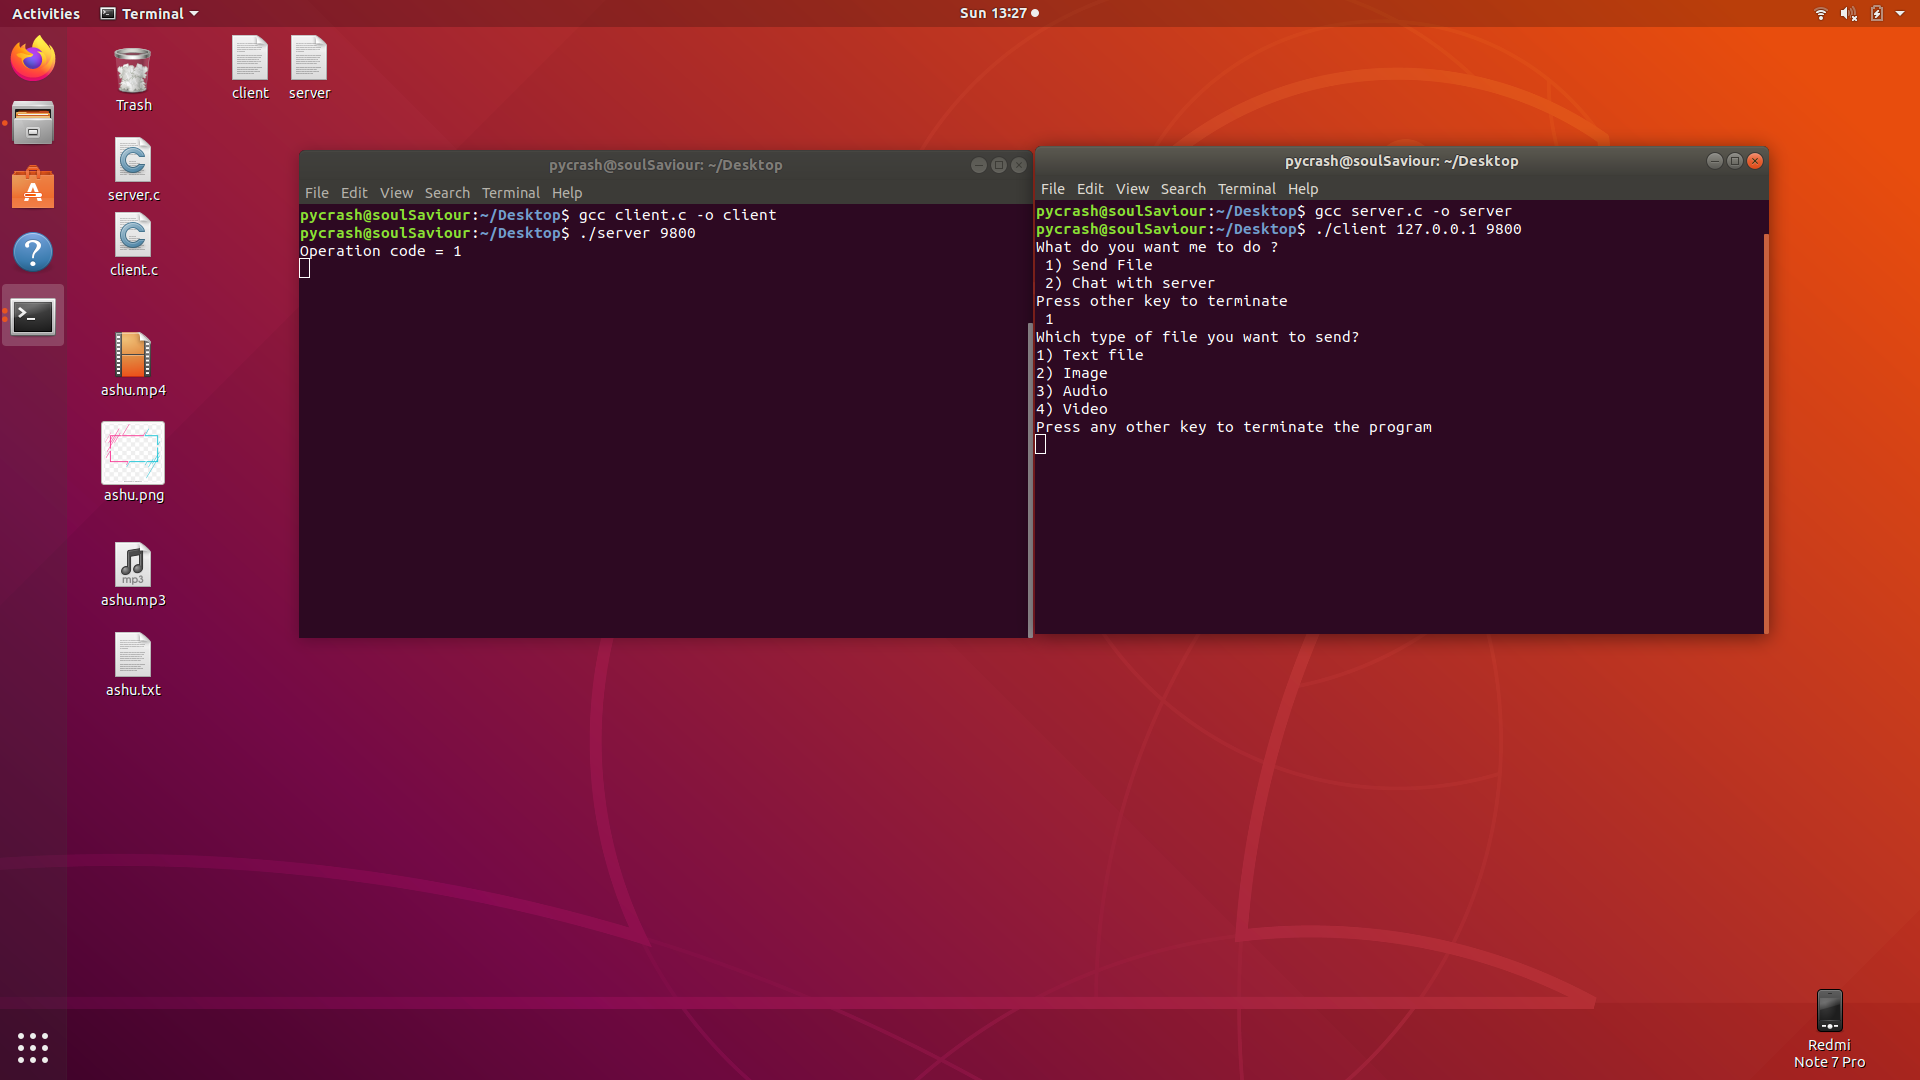 Activities
Terminal
Sun 13:27
Trash
client
server
server.c
client.c
ashu.mp4
ashu.png
mp3
ashu.mp3
ashu.txt
pycrash@soulSaviour: ~/Desktop
File Edit View Search Terminal Help
pycrash@soulSaviour:~/Desktop$ gcc client.c -o client
pycrash@soulSaviour:~/Desktop$ ./server 9800
Operation code = 1
pycrash@soulSaviour: ~/Desktop
File Edit View Search Terminal Help
pycrash@soulSaviour:~/Desktop$ gcc server.c -o server
pycrash@soulSaviour:~/Desktop$ ./client 127.0.0.1 9800
What do you want me to do ?
1) Send File
2) Chat with server
Press other key to terminate
1
Which type of file you want to send?
1) Text file
2) Image
3) Audio
4) Video
Press any other key to terminate the program
Redmi
Note 7 Pro